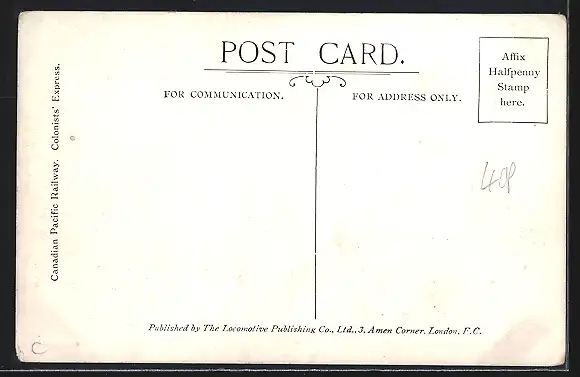 POST CARD.
FOR COMMUNICATION.
FOR ADDRESS ONLY.
Affix
Halfpenny
Stamp
here.
Canadian Pacific Railway. Colonists' Express.
Published by The Locomotive Publishing Co., Ltd., 3, Amen Corner, London, E.C.
C